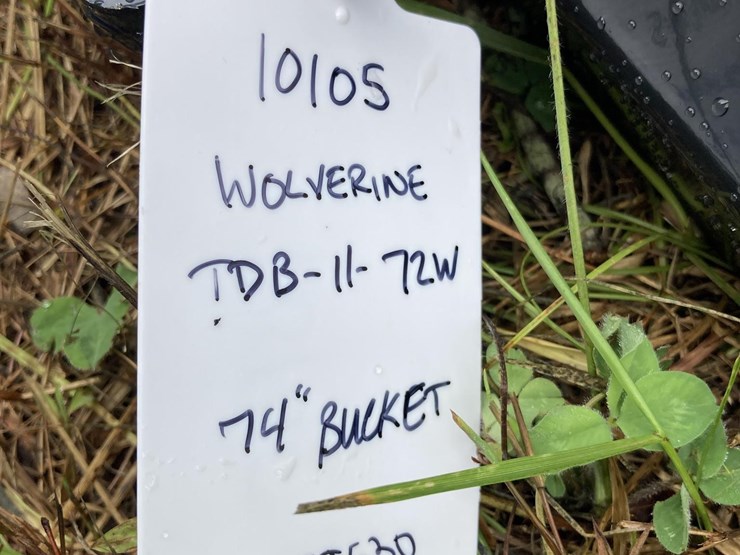 10105
WOLVERINE
TDB-11-72W
74" BUCKET